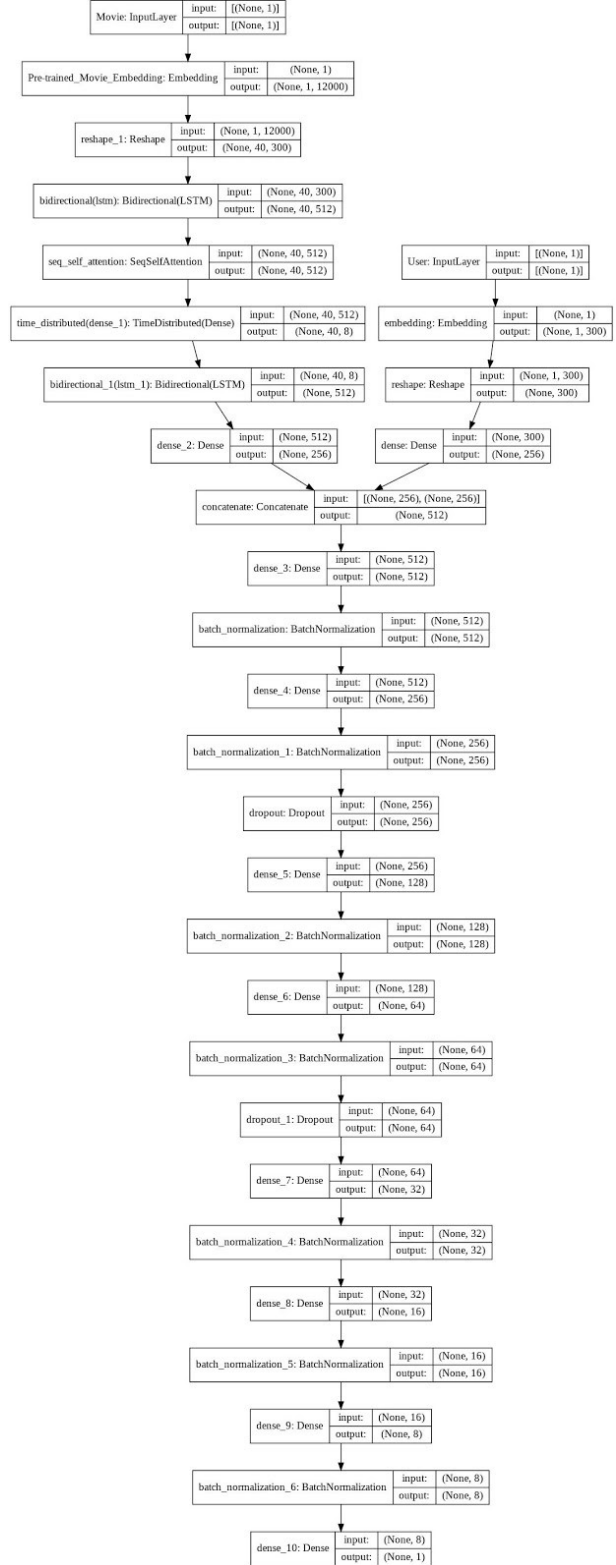 Movie: InputLayer
input: [(None, 1)]
output: [(None, 1)]
Pre-trained_Movie_Embedding: Embedding
input: (None, 1)
output: (None, 1, 12000)
reshape_1: Reshape
input: (None, 1, 12000)
output: (None, 40, 300)
bidirectional(lstm): Bidirectional(LSTM)
input: (None, 40, 300)
output: (None, 40, 512)
seq_self_attention: SeqSelfAttention
input: (None, 40, 512)
output: (None, 40, 512)
User: InputLayer
input: [(None, 1)]
output: [(None, 1)]
time_distributed(dense_1): TimeDistributed(Dense)
input: (None, 40, 512)
output: (None, 40, 8)
embedding: Embedding
input: (None, 1)
output: (None, 1, 300)
bidirectional_1(lstm_1): Bidirectional(LSTM)
input: (None, 40, 8)
output: (None, 512)
reshape: Reshape
input: (None, 1, 300)
output: (None, 300)
dense_2: Dense
input: (None, 512)
output: (None, 256)
dense: Dense
input: (None, 300)
output: (None, 256)
concatenate: Concatenate
input: [(None, 256), (None, 256)]
output: (None, 512)
dense_3: Dense
input: (None, 512)
output: (None, 512)
batch_normalization: BatchNormalization
input: (None, 512)
output: (None, 512)
dense_4: Dense
input: (None, 512)
output: (None, 256)
batch_normalization_1: BatchNormalization
input: (None, 256)
output: (None, 256)
dropout: Dropout
input: (None, 256)
output: (None, 256)
dense_5: Dense
input: (None, 256)
output: (None, 128)
batch_normalization_2: BatchNormalization
input: (None, 128)
output: (None, 128)
dense_6: Dense
input: (None, 128)
output: (None, 64)
batch_normalization_3: BatchNormalization
input: (None, 64)
output: (None, 64)
dropout_1: Dropout
input: (None, 64)
output: (None, 64)
dense_7: Dense
input: (None, 64)
output: (None, 32)
batch_normalization_4: BatchNormalization
input: (None, 32)
output: (None, 32)
dense_8: Dense
input: (None, 32)
output: (None, 16)
batch_normalization_5: BatchNormalization
input: (None, 16)
output: (None, 16)
dense_9: Dense
input: (None, 16)
output: (None, 8)
batch_normalization_6: BatchNormalization
input: (None, 8)
output: (None, 8)
dense_10: Dense
input: (None, 8)
output: (None, 1)